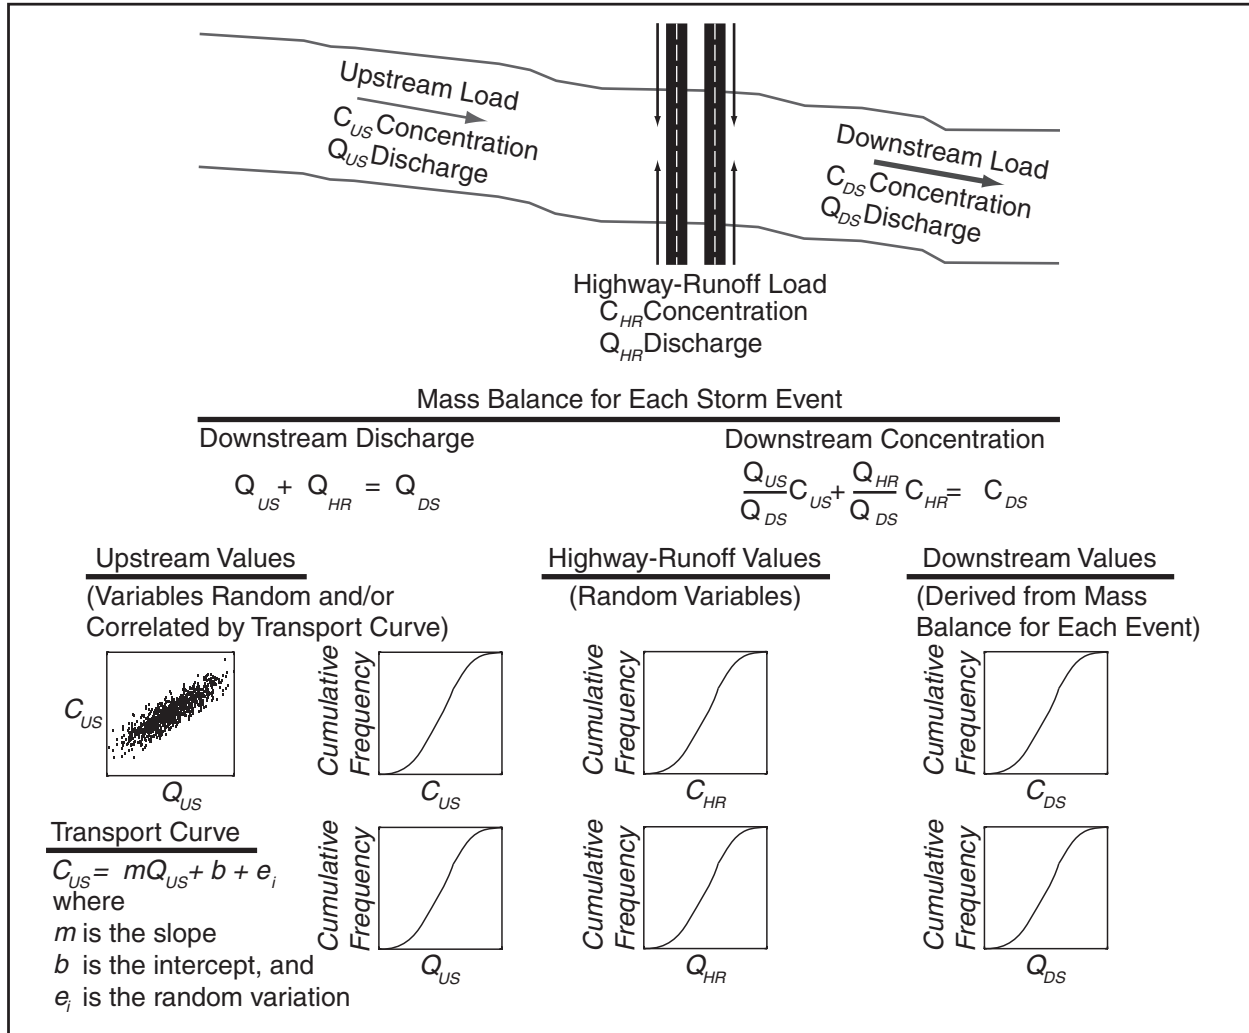 Upstream Load
C_US Concentration
Q_US Discharge
Downstream Load
C_DS Concentration
Q_DS Discharge
Highway-Runoff Load
C_HR Concentration
Q_HR Discharge
Mass Balance for Each Storm Event
Downstream Discharge
Q_US + Q_HR = Q_DS
Downstream Concentration
Q_US/Q_DS C_US + Q_HR/Q_DS C_HR = C_DS
Upstream Values
(Variables Random and/or
Correlated by Transport Curve)
C_US
Q_US
Cumulative
Frequency
C_US
Transport Curve
C_US = mQ_US + b + e_i
where
m is the slope
b is the intercept, and
e_i is the random variation
Cumulative
Frequency
Q_US
Highway-Runoff Values
(Random Variables)
Cumulative
Frequency
C_HR
Cumulative
Frequency
Q_HR
Downstream Values
(Derived from Mass
Balance for Each Event)
Cumulative
Frequency
C_DS
Cumulative
Frequency
Q_DS